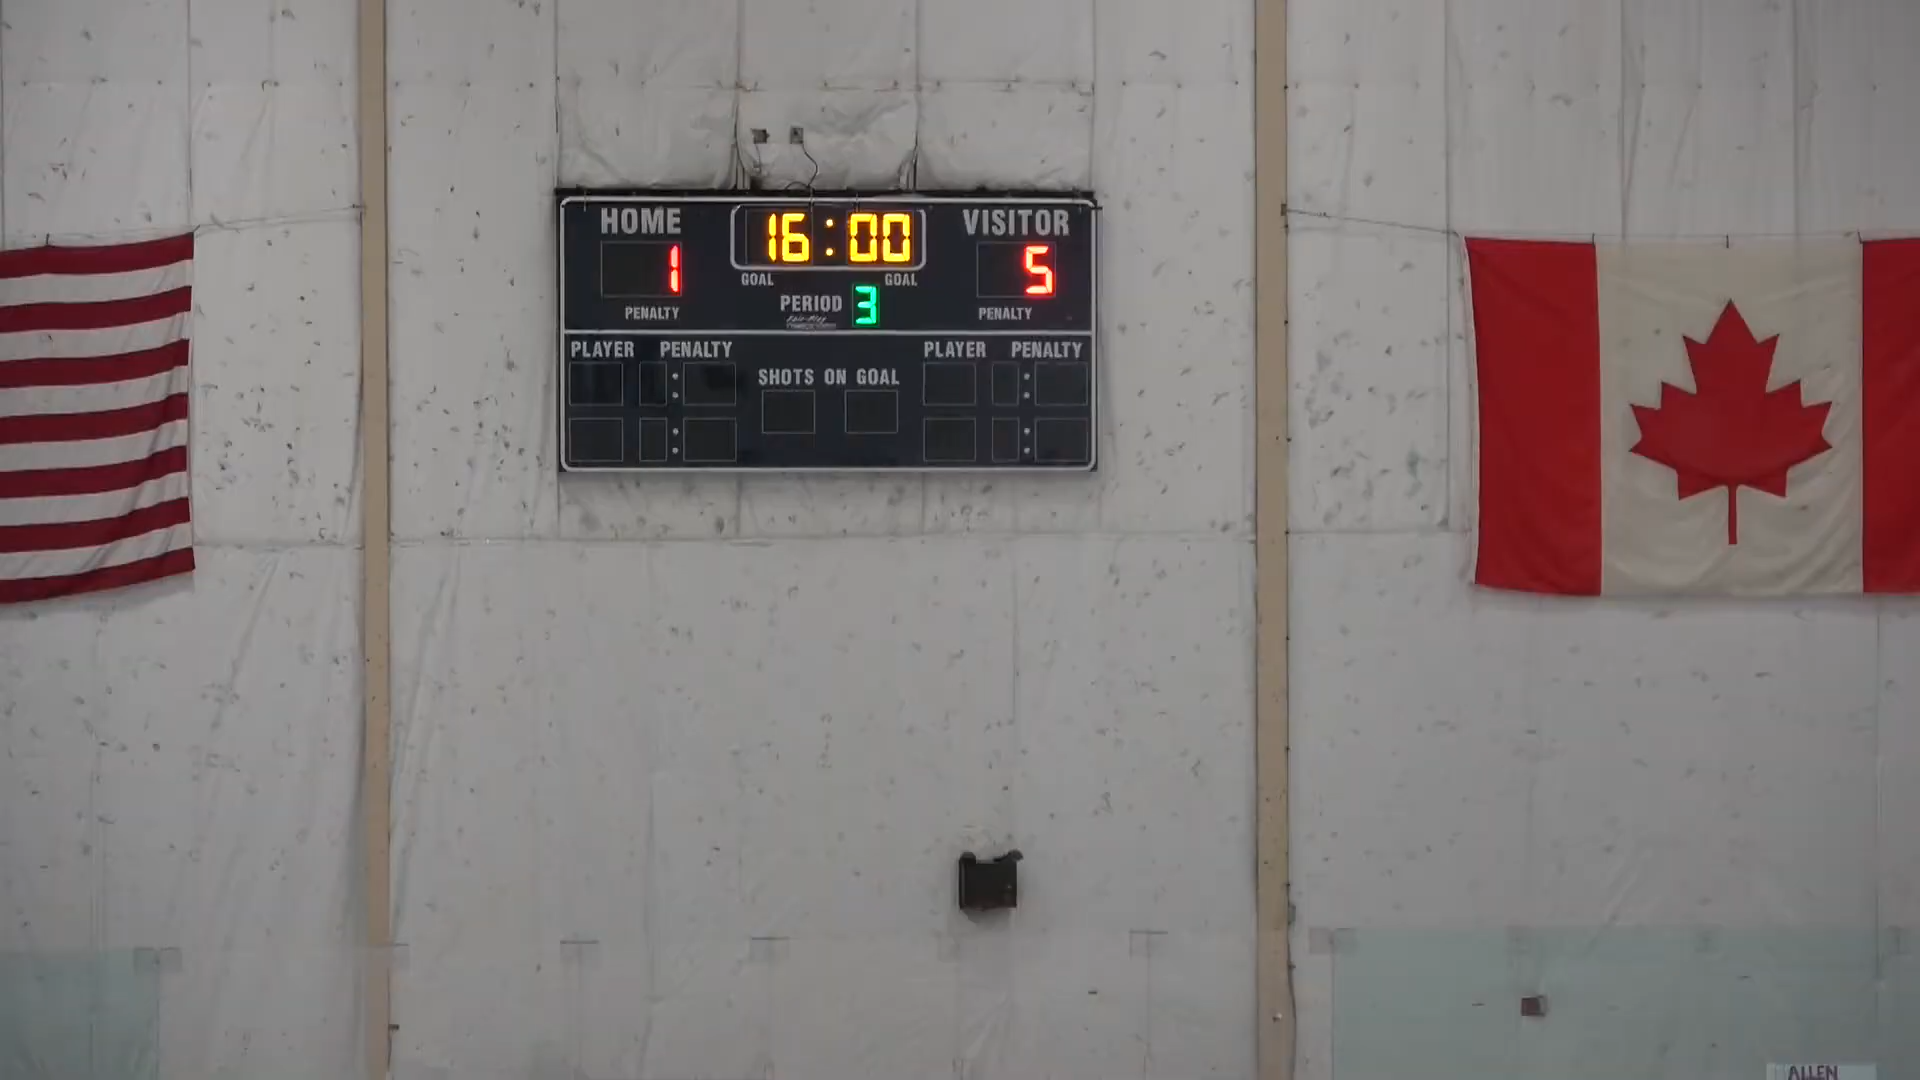 HOME 16:00 VISITOR
1 GOAL GOAL 5
PENALTY PERIOD 3 PENALTY
PLAYER PENALTY PLAYER PENALTY
SHOTS ON GOAL
ALLEN